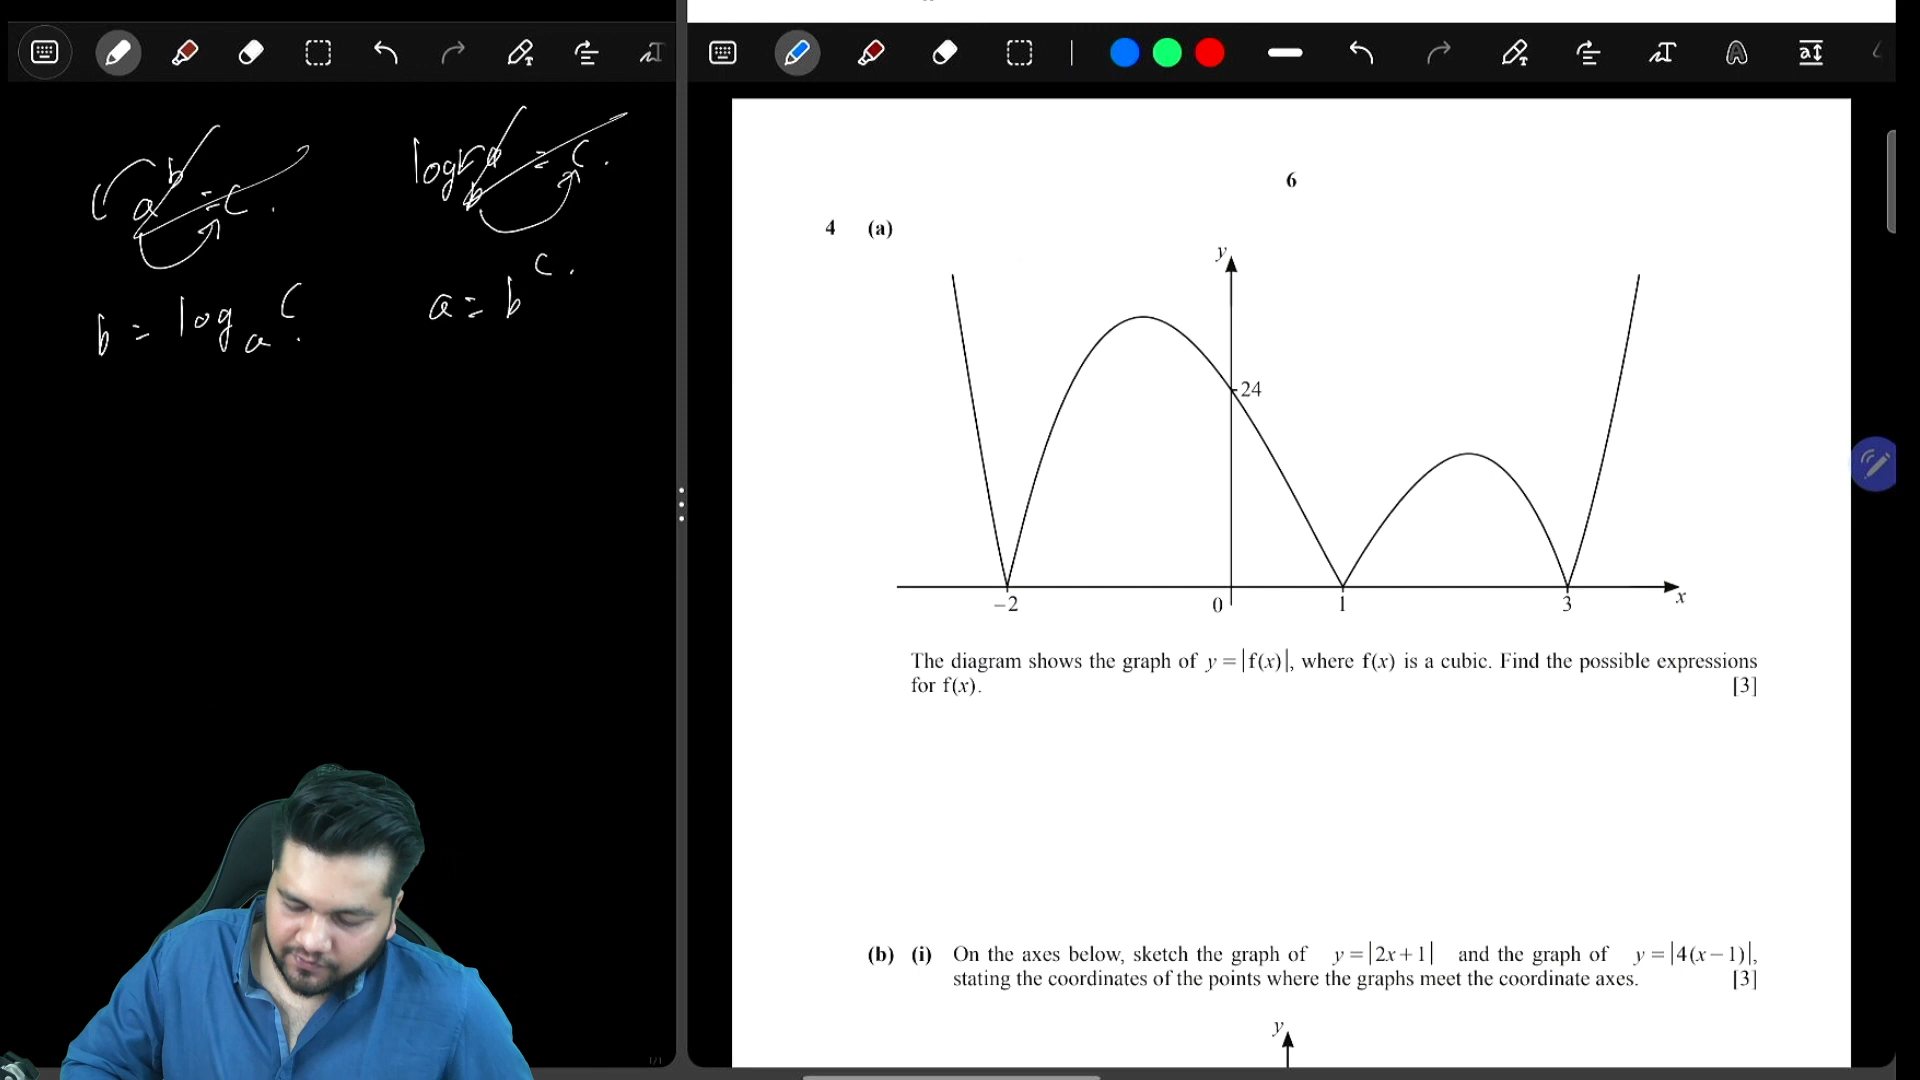 a^b = c.
log_b a = c.
b = log_a c.
a = b^c.
6
4 (a)
y
24
-2 0 1 3 x
The diagram shows the graph of y = |f(x)|, where f(x) is a cubic. Find the possible expressions
for f(x). [3]
(b) (i) On the axes below, sketch the graph of y = |2x + 1| and the graph of y = |4(x - 1)|,
stating the coordinates of the points where the graphs meet the coordinate axes. [3]
y